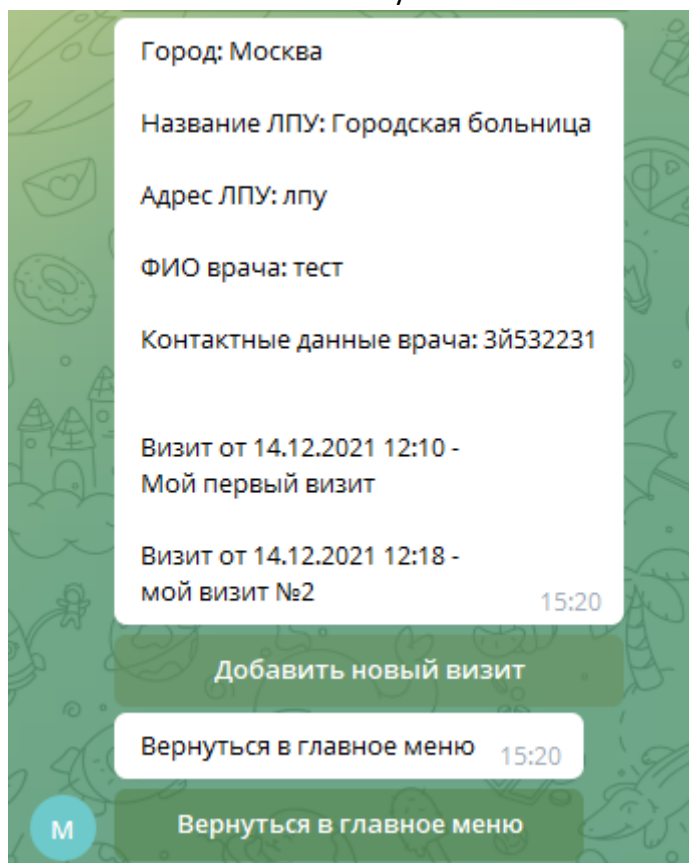 Город: Москва
Название ЛПУ: Городская больница
Адрес ЛПУ: лпу
ФИО врача: тест
Контактные данные врача: 3й532231
Визит от 14.12.2021 12:10 -
Мой первый визит
Визит от 14.12.2021 12:18 -
мой визит №2
15:20
Добавить новый визит
Вернуться в главное меню 15:20
М
Вернуться в главное меню